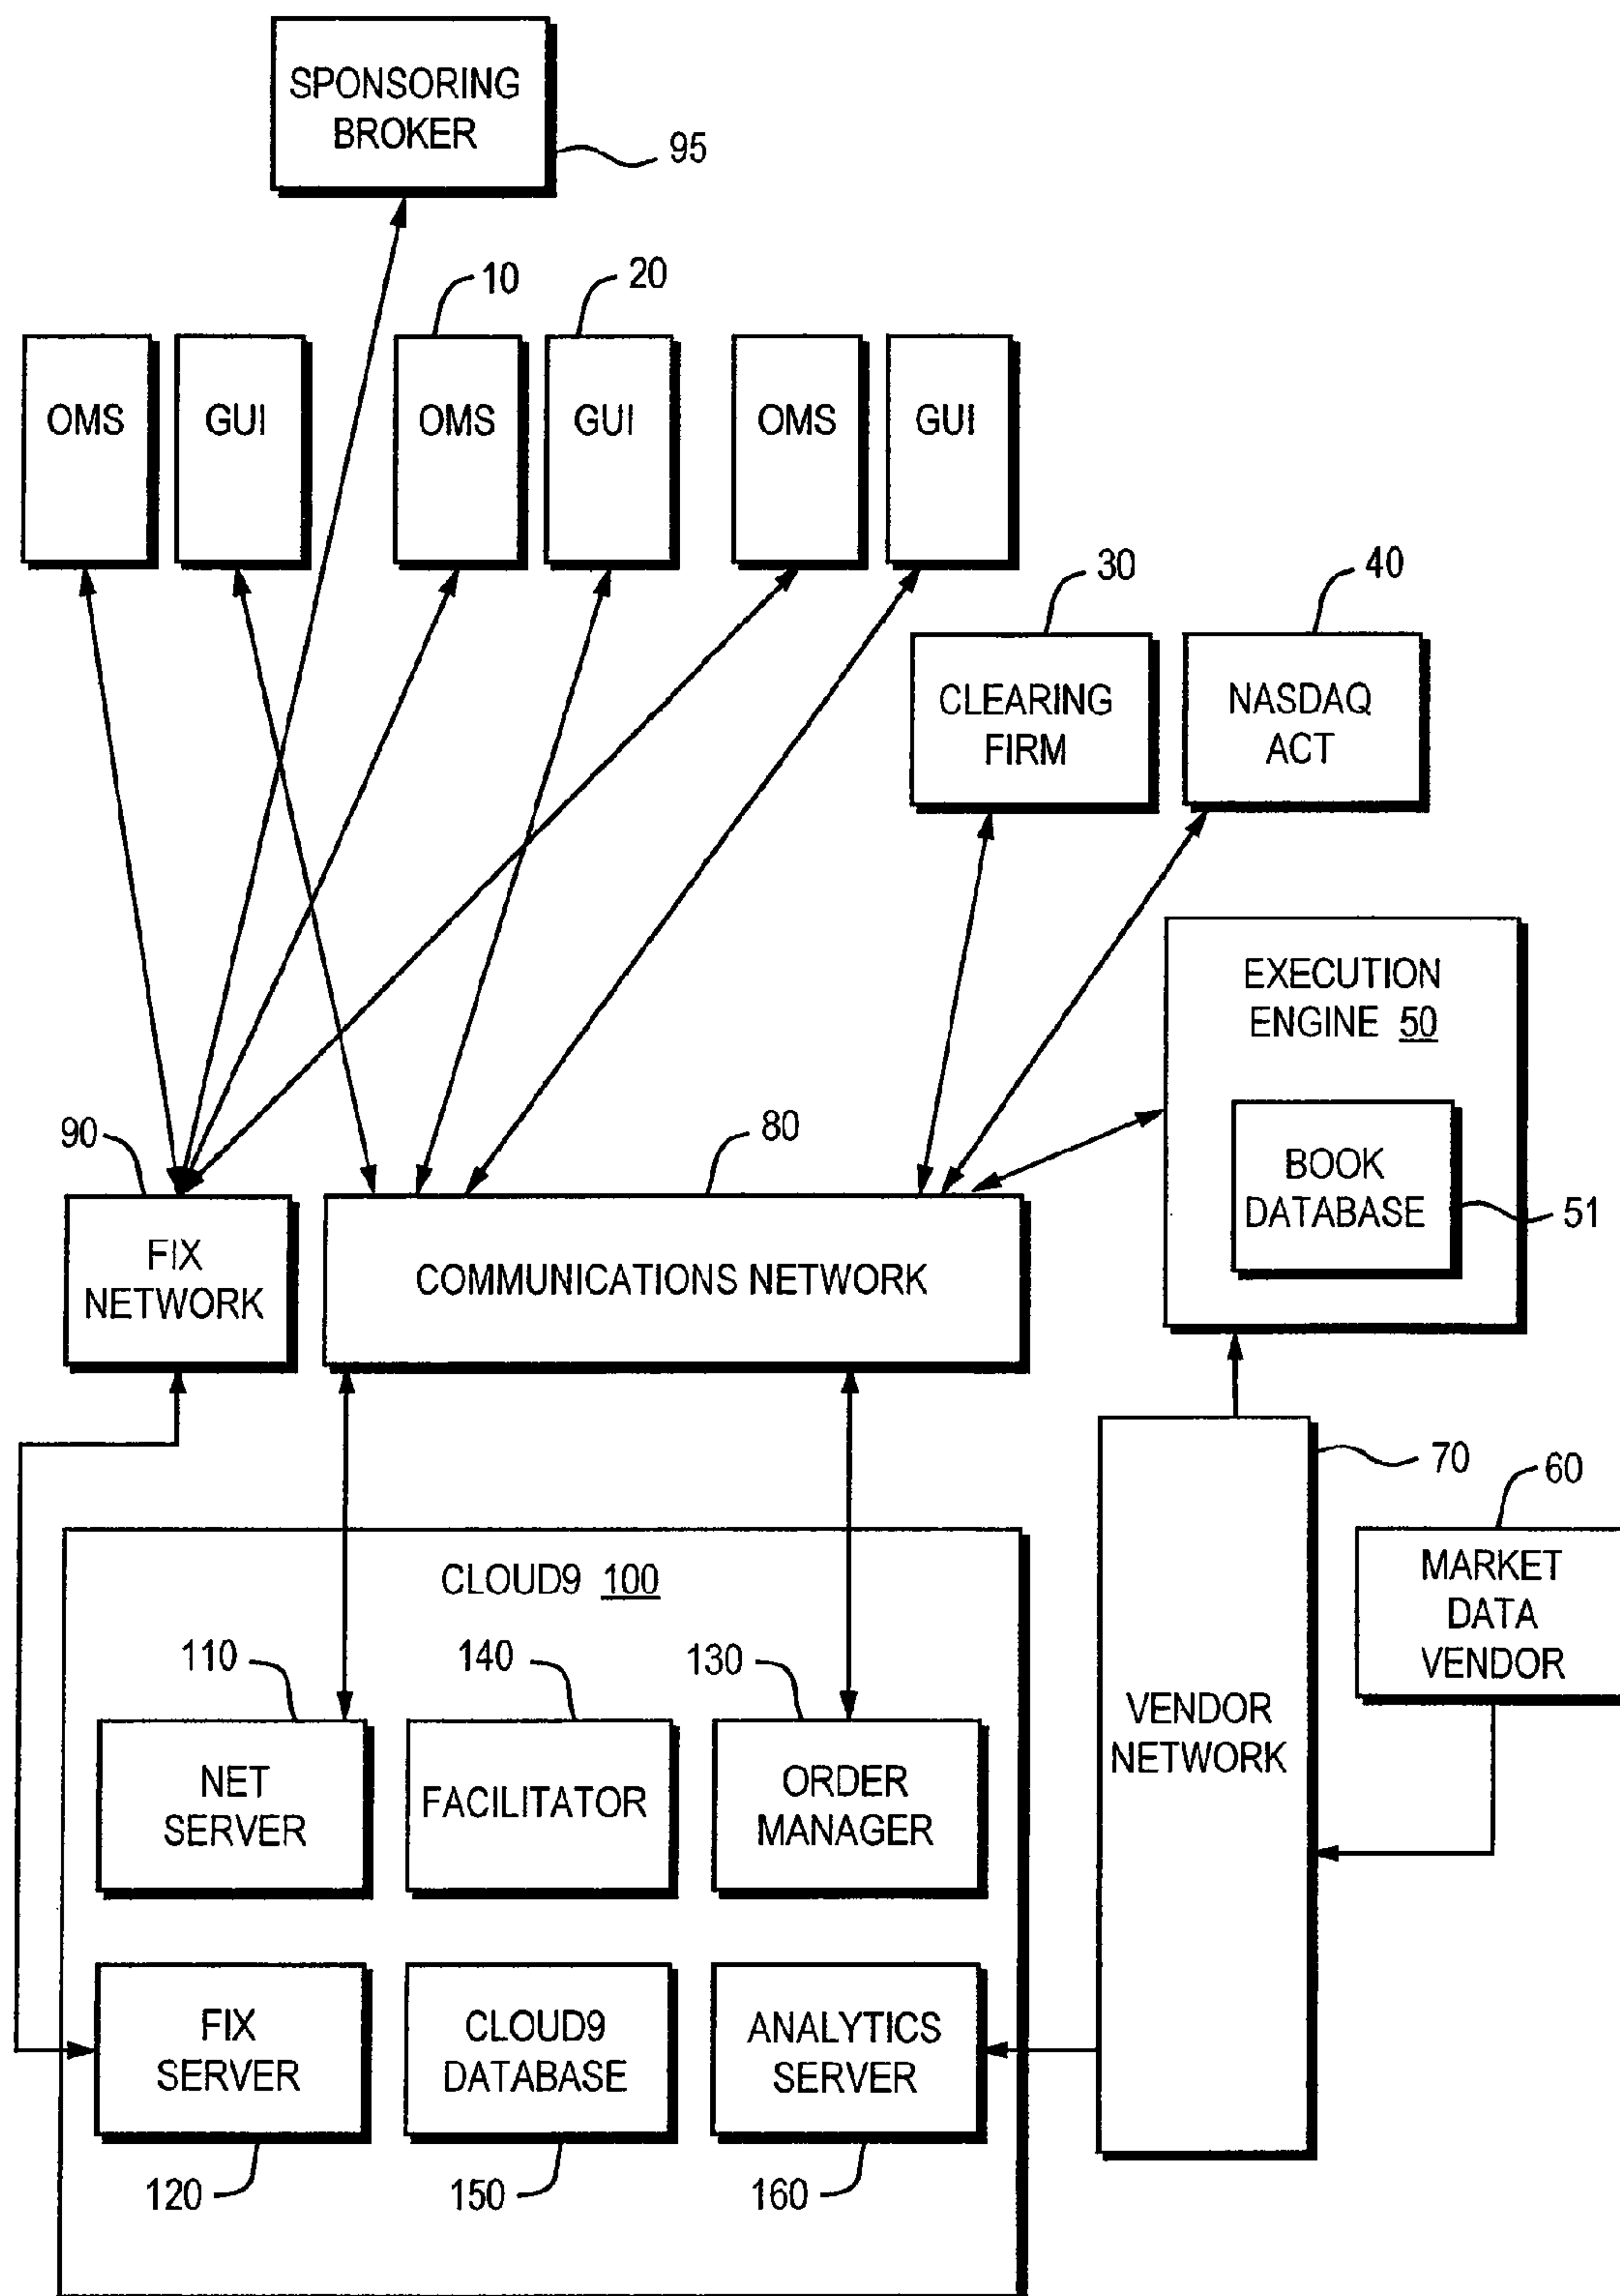 SPONSORING
BROKER
95
10
20
OMS
GUI
OMS
GUI
OMS
GUI
30
40
CLEARING
FIRM
NASDAQ
ACT
EXECUTION
ENGINE 50
BOOK
DATABASE
51
90
80
FIX
NETWORK
COMMUNICATIONS NETWORK
70
60
MARKET
DATA
VENDOR
VENDOR
NETWORK
CLOUD9 100
110
140
130
NET
SERVER
FACILITATOR
ORDER
MANAGER
FIX
SERVER
CLOUD9
DATABASE
ANALYTICS
SERVER
120
150
160